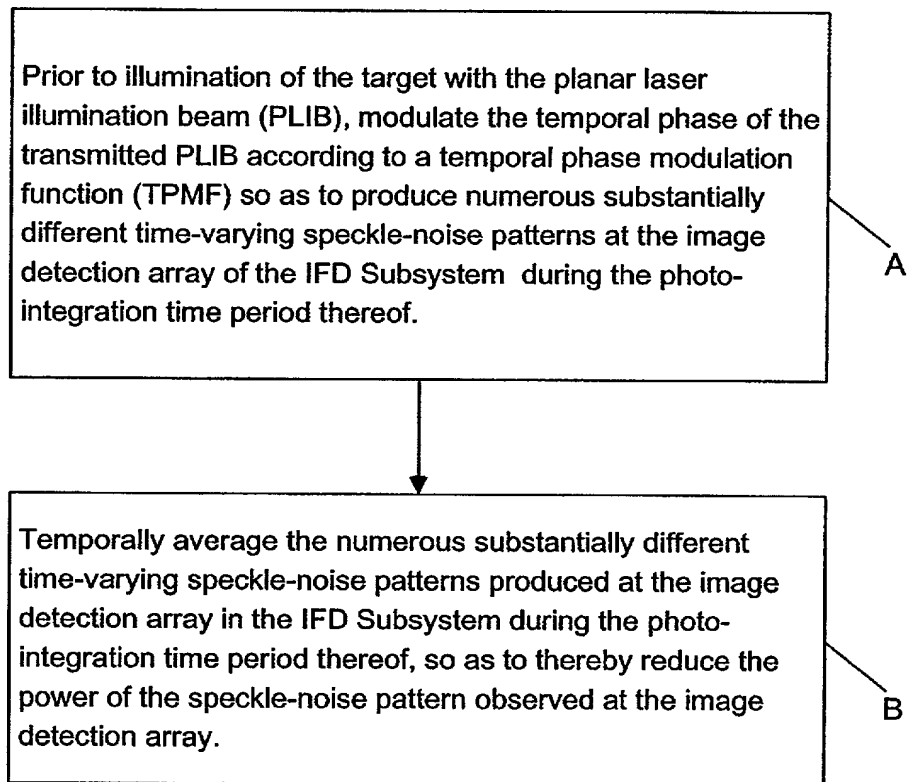 Prior to illumination of the target with the planar laser
illumination beam (PLIB), modulate the temporal phase of the
transmitted PLIB according to a temporal phase modulation
function (TPMF) so as to produce numerous substantially
different time-varying speckle-noise patterns at the image
detection array of the IFD Subsystem during the photo-
integration time period thereof.
A
Temporally average the numerous substantially different
time-varying speckle-noise patterns produced at the image
detection array in the IFD Subsystem during the photo-
integration time period thereof, so as to thereby reduce the
power of the speckle-noise pattern observed at the image
detection array.
B